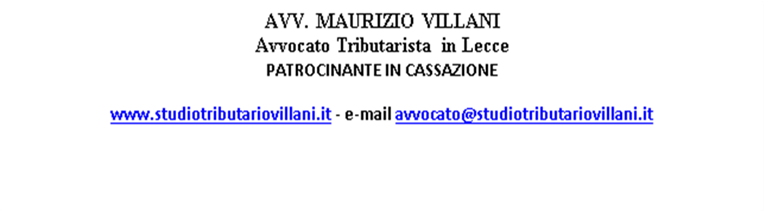 AVV. MAURIZIO VILLANI
Avvocato Tributarista in Lecce
PATROCINANTE IN CASSAZIONE
www.studiotributariovillani.it - e-mail avvocato@studiotributariovillani.it